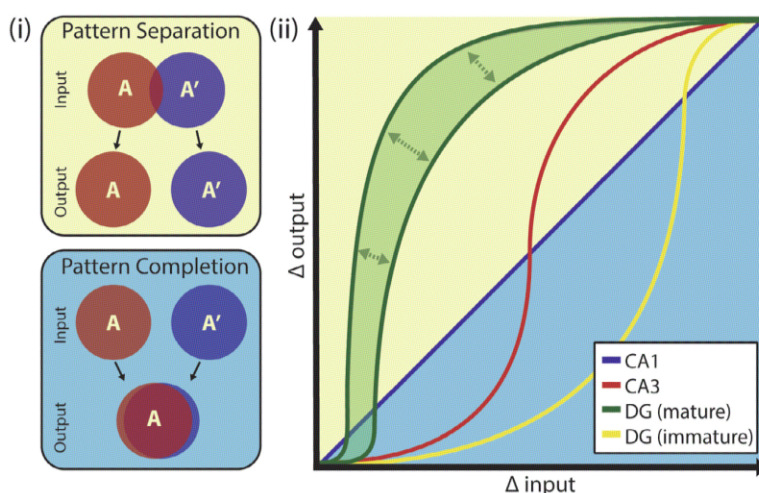 (i)
Pattern Separation
Input
A
A'
Output
A
A'
Pattern Completion
Input
A
A'
Output
A
(ii)
Δ output
CA1
CA3
DG (mature)
DG (immature)
Δ input